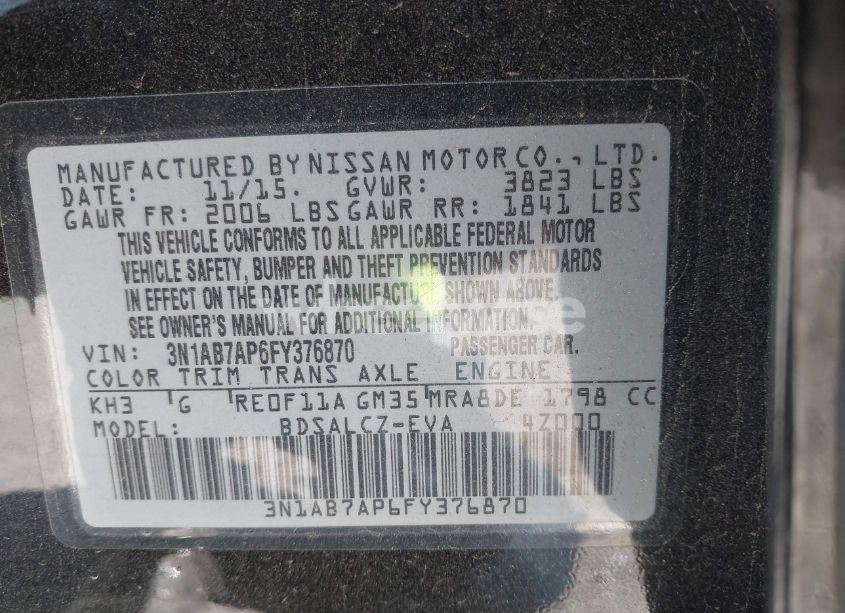 MANUFACTURED BY NISSAN MOTOR CO., LTD.
DATE: 11/15. GVWR: 3823 LBS
GAWR FR: 2006 LBS GAWR RR: 1841 LBS
THIS VEHICLE CONFORMS TO ALL APPLICABLE FEDERAL MOTOR
VEHICLE SAFETY, BUMPER AND THEFT PREVENTION STANDARDS
IN EFFECT ON THE DATE OF MANUFACTURE SHOWN ABOVE.
SEE OWNER'S MANUAL FOR ADDITIONAL INFORMATION.
VIN: 3N1AB7AP6FY376870 PASSENGER CAR.
COLOR TRIM TRANS AXLE ENGINE
KH3 G RE0F11A GM35 MRA8DE 1798 CC
MODEL: BDSALCZ-EVA 4Z000
3N1AB7AP6FY376870